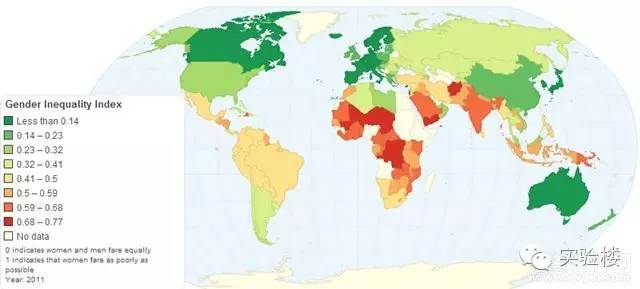 Gender Inequality Index
Less than 0.14
0.14 – 0.23
0.23 – 0.32
0.32 – 0.41
0.41 – 0.5
0.5 – 0.59
0.59 – 0.68
0.68 – 0.77
No data
0 indicates women and men fare equally
1 indicates that women fare as poorly as
possible
Year: 2011
实验楼